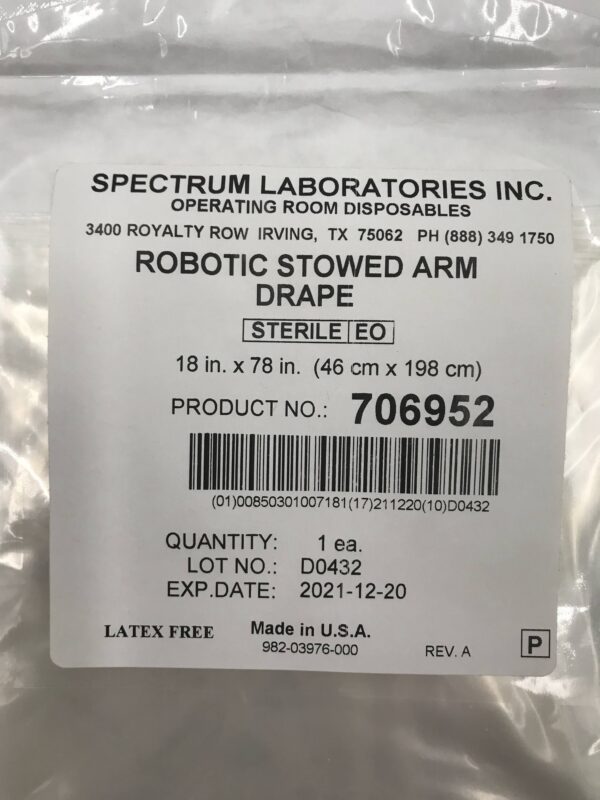 SPECTRUM LABORATORIES INC.
OPERATING ROOM DISPOSABLES
3400 ROYALTY ROW IRVING, TX 75062 PH (888) 349 1750
ROBOTIC STOWED ARM
DRAPE
STERILE EO
18 in. x 78 in. (46 cm x 198 cm)
PRODUCT NO.: 706952
(01)00850301007181(17)211220(10)D0432
QUANTITY: 1 ea.
LOT NO.: D0432
EXP.DATE: 2021-12-20
LATEX FREE Made in U.S.A.
982-03976-000 REV. A P